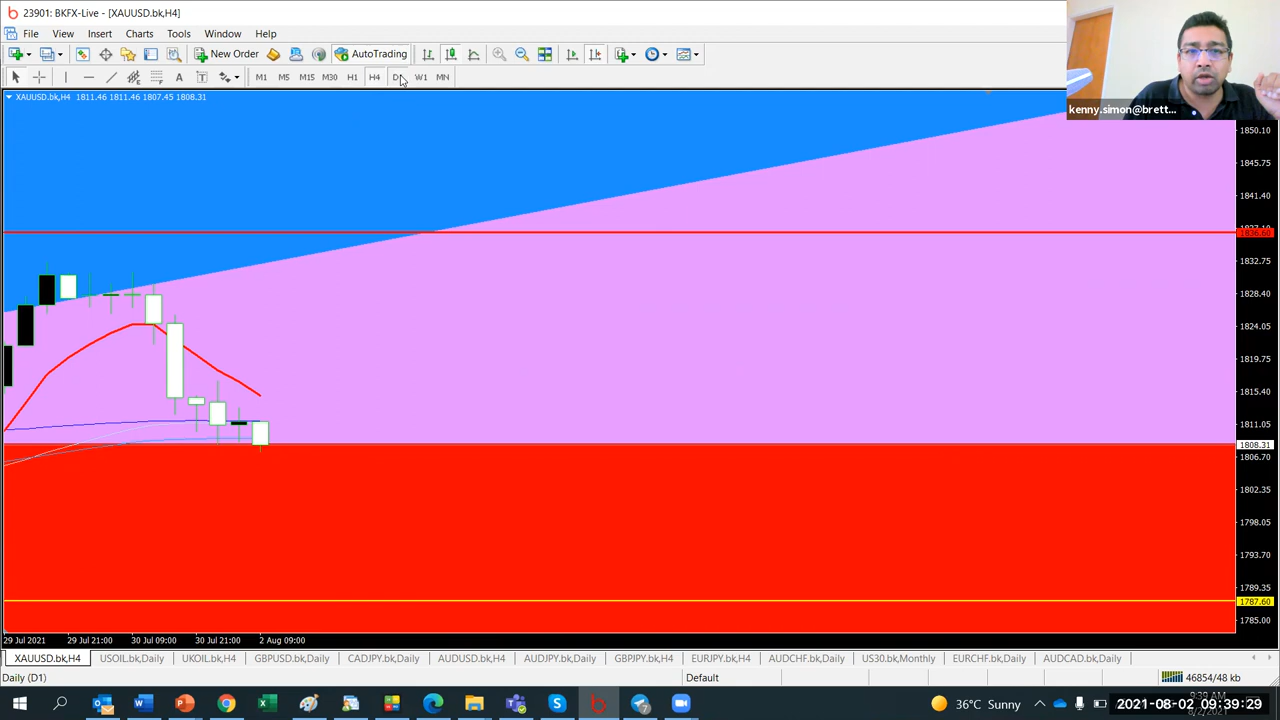 23901: BKFX-Live - [XAUUSD.bk,H4]
File View Insert Charts Tools Window Help
New Order AutoTrading
M1 M5 M15 M30 H1 H4 D1 W1 MN
XAUUSD.bk,H4 1811.46 1811.46 1807.45 1808.31
kenny.simon@brett...
1850.10
1845.75
1841.40
1836.60
1832.75
1828.40
1824.05
1819.75
1815.40
1811.05
1808.31
1806.70
1802.35
1798.05
1793.70
1789.35
1787.60
1785.00
29 Jul 2021 29 Jul 21:00 30 Jul 09:00 30 Jul 21:00 2 Aug 09:00
XAUUSD.bk,H4 USOIL.bk,Daily UKOIL.bk,H4 GBPUSD.bk,Daily CADJPY.bk,Daily AUDUSD.bk,H4 AUDJPY.bk,Daily GBPJPY.bk,H4 EURJPY.bk,H4 AUDCHF.bk,Daily US30.bk,Monthly EURCHF.bk,Daily AUDCAD.bk,Daily
Daily (D1) Default 46854/48 kb
36°C Sunny 2021-08-02 09:39:29